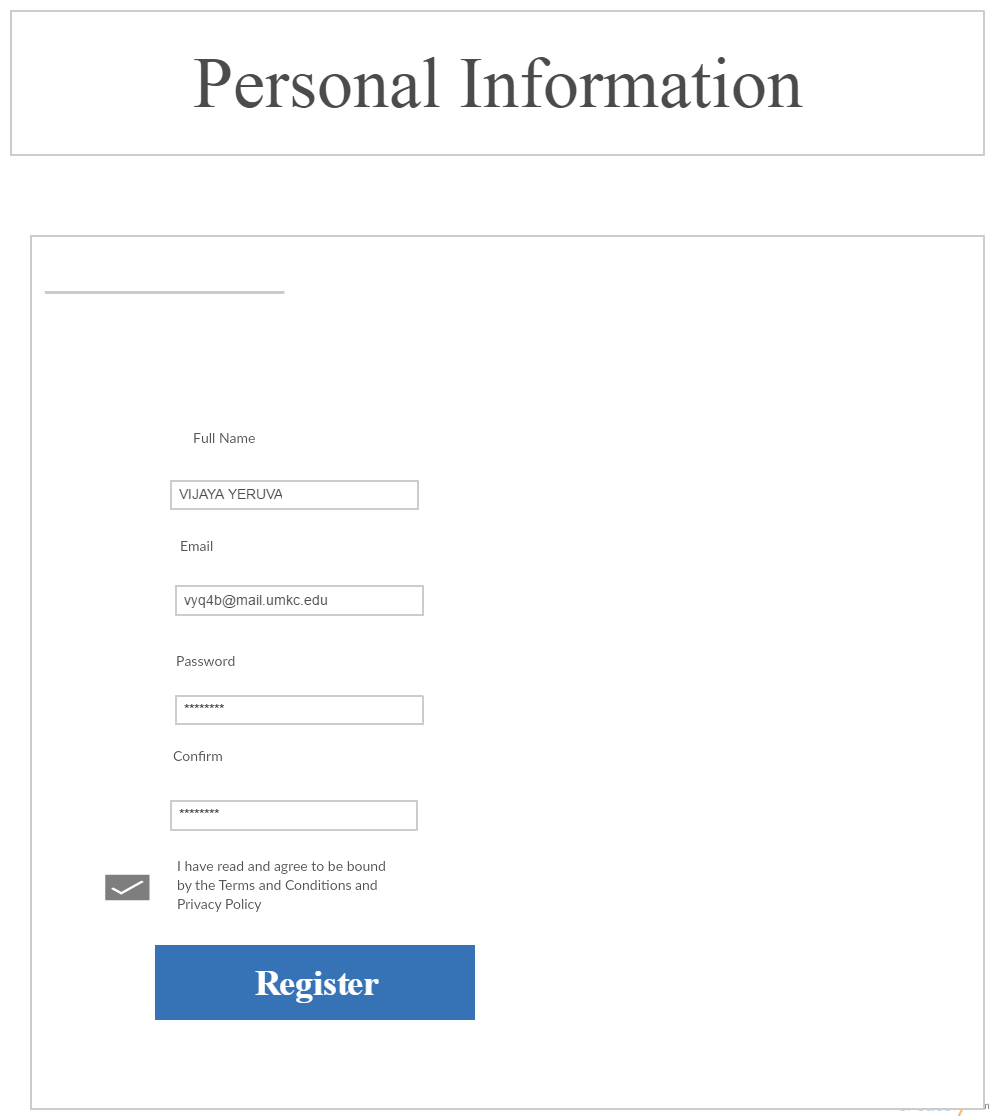 Personal Information
Full Name
VIJAYA YERUVA
Email
vyq4b@mail.umkc.edu
Password
********
Confirm
********
I have read and agree to be bound
by the Terms and Conditions and
Privacy Policy
Register